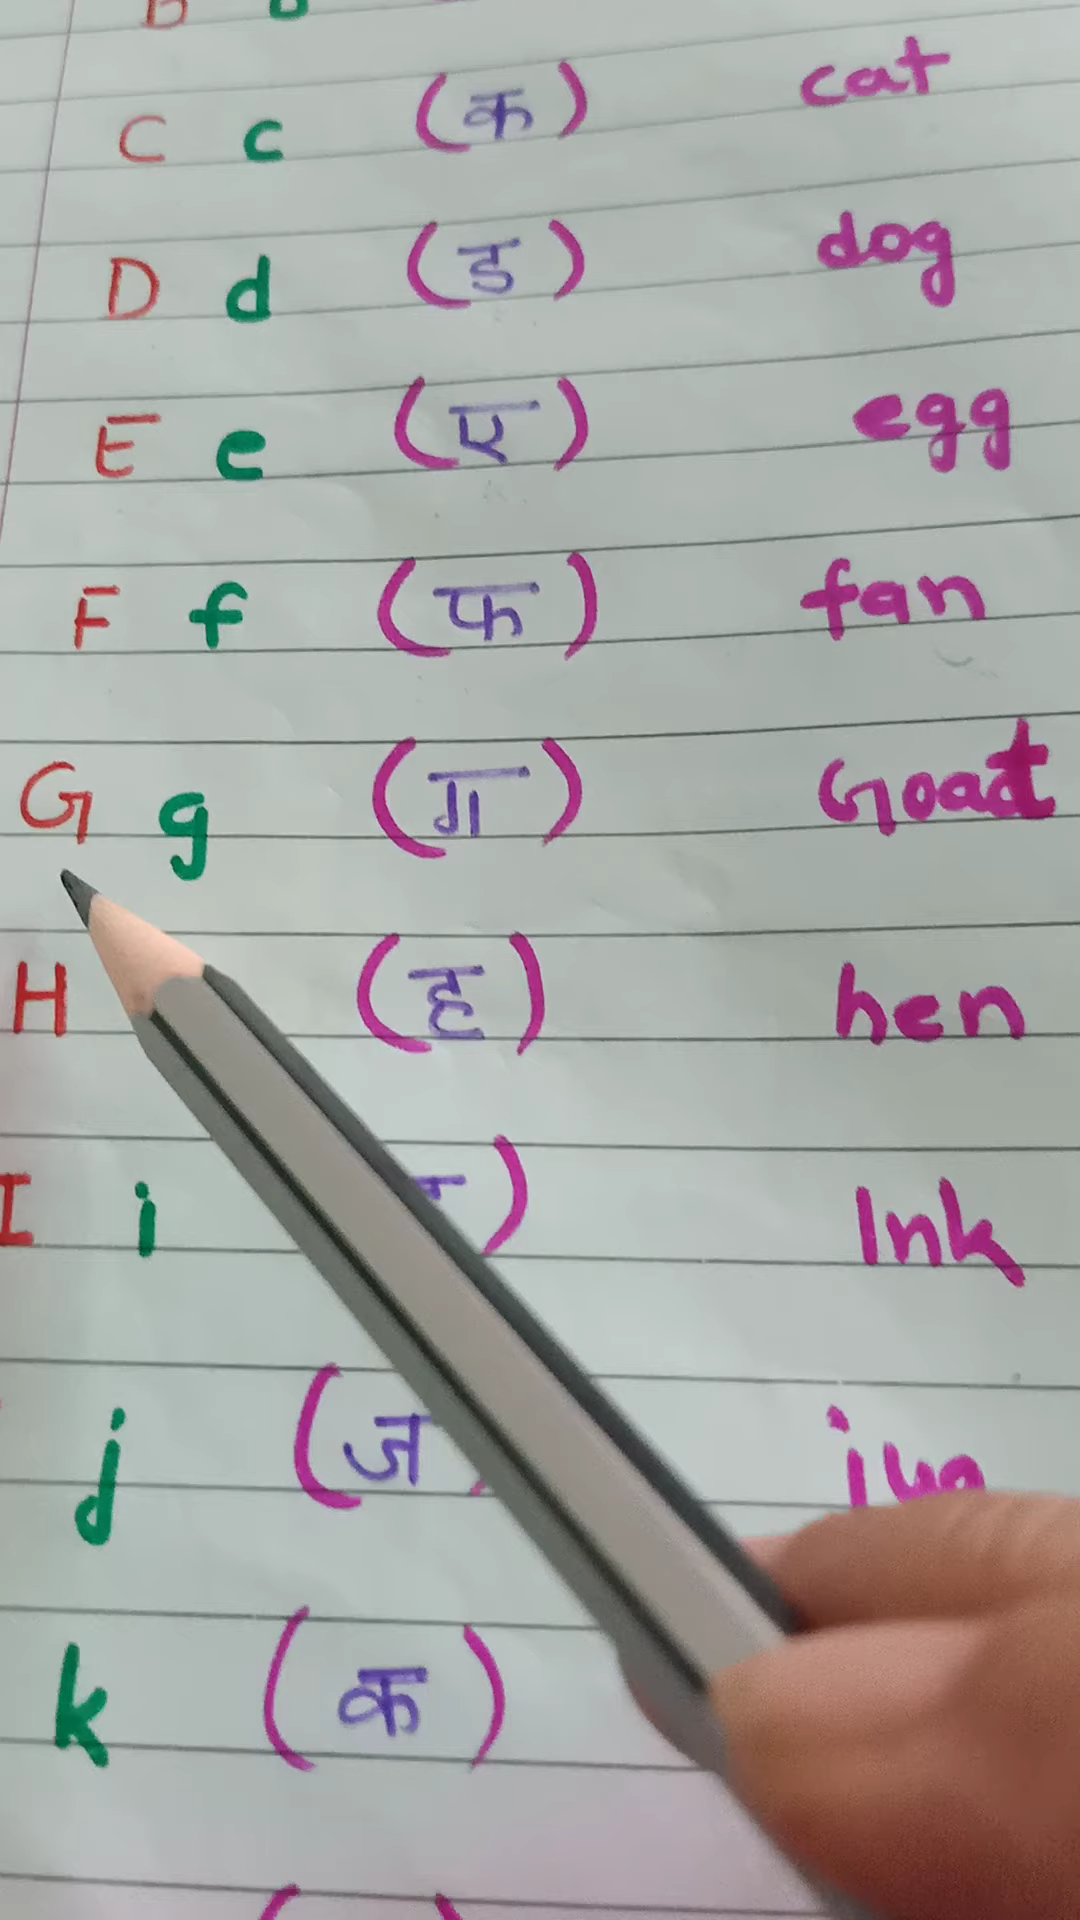 C c (क) cat
D d (ड) dog
E e (ए) egg
F f (फ) fan
G g (ग) Goat
H (ह) hen
I i Ink
j (ज
k (क)